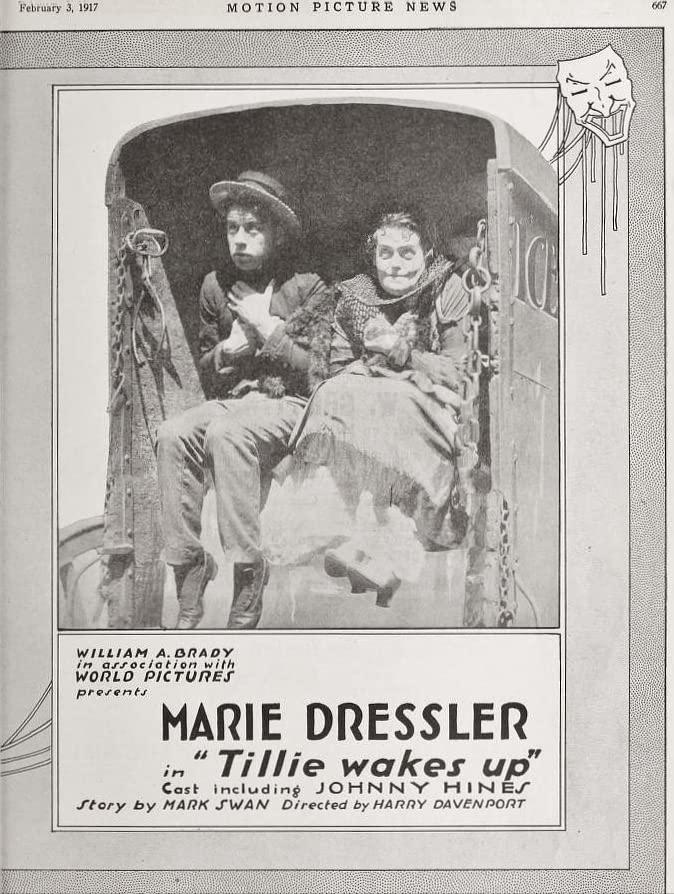 February 3, 1917
MOTION PICTURE NEWS
667
ICE
WILLIAM A. BRADY
in association with
WORLD PICTURES
presents
MARIE DRESSLER
in "Tillie wakes up"
Cast including JOHNNY HINES
Story by MARK SWAN Directed by HARRY DAVENPORT